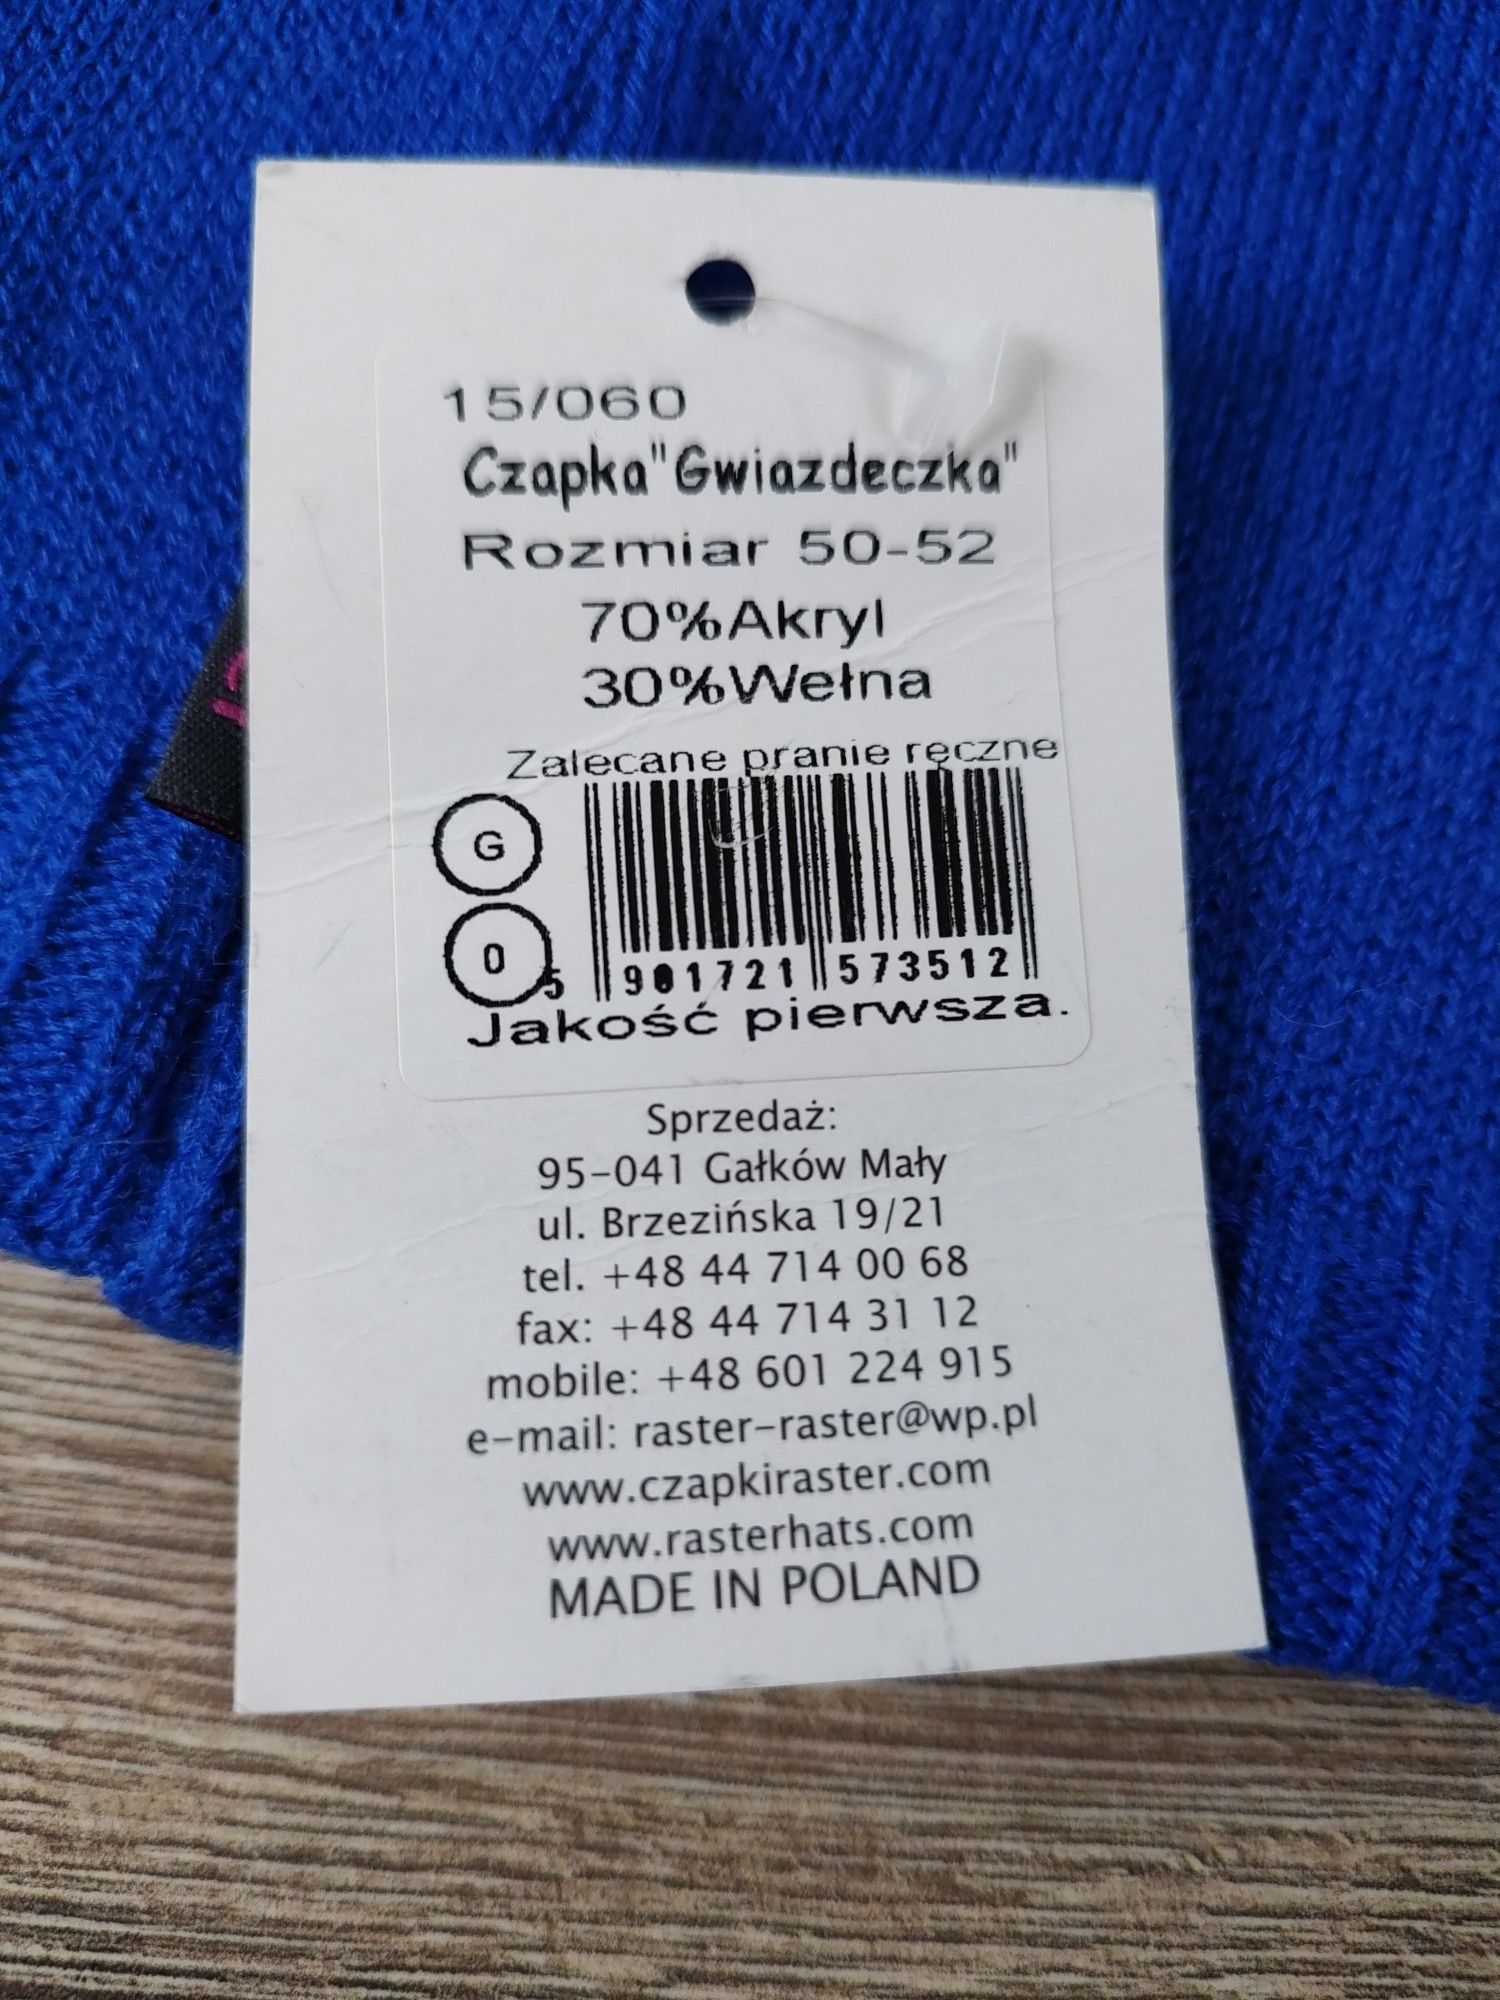 15/060
Czapka"Gwiazdeczka"
Rozmiar 50-52
70%Akryl
30%Wełna
Zalecane pranie ręczne
G
0
5 901721 573512
Jakość pierwsza.
Sprzedaż:
95-041 Gałków Mały
ul. Brzezińska 19/21
tel. +48 44 714 00 68
fax: +48 44 714 31 12
mobile: +48 601 224 915
e-mail: raster-raster@wp.pl
www.czapkiraster.com
www.rasterhats.com
MADE IN POLAND